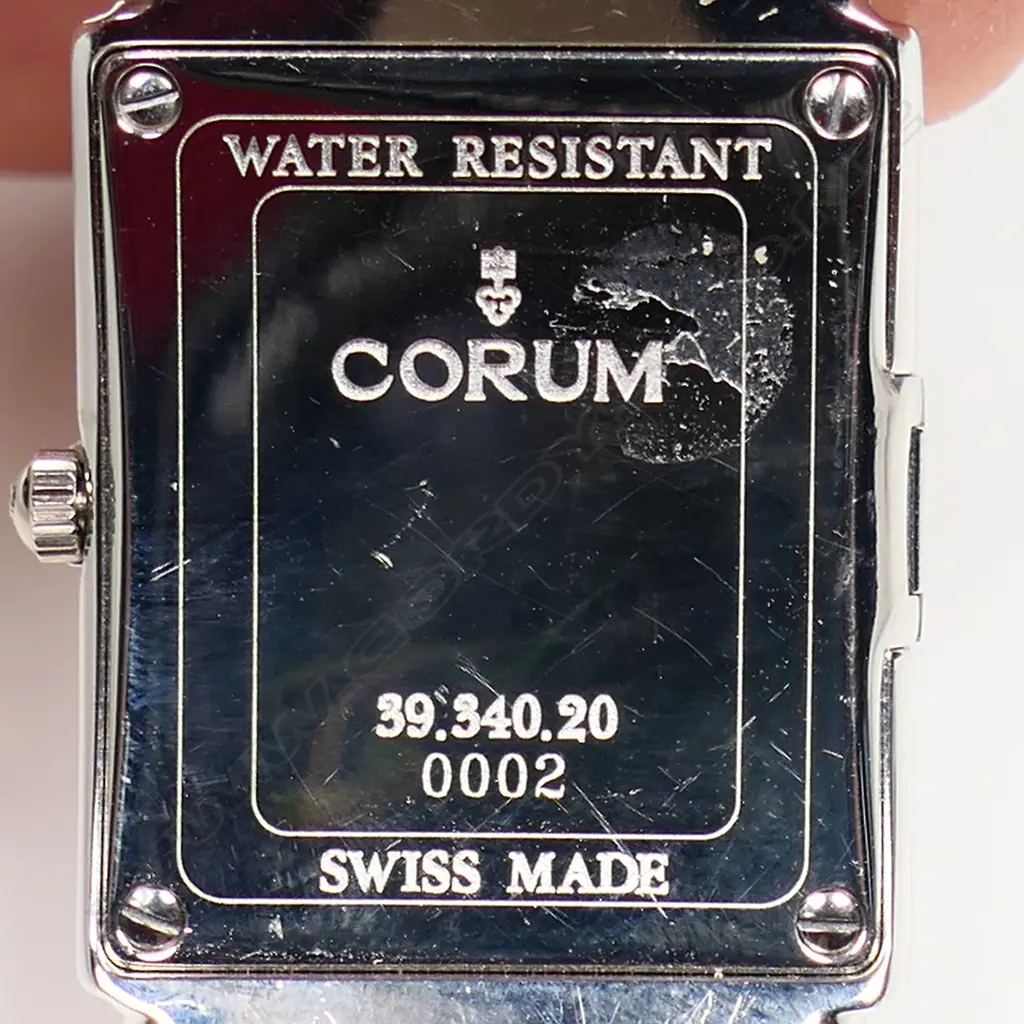 WATER RESISTANT
CORUM
39.340.20
0002
SWISS MADE